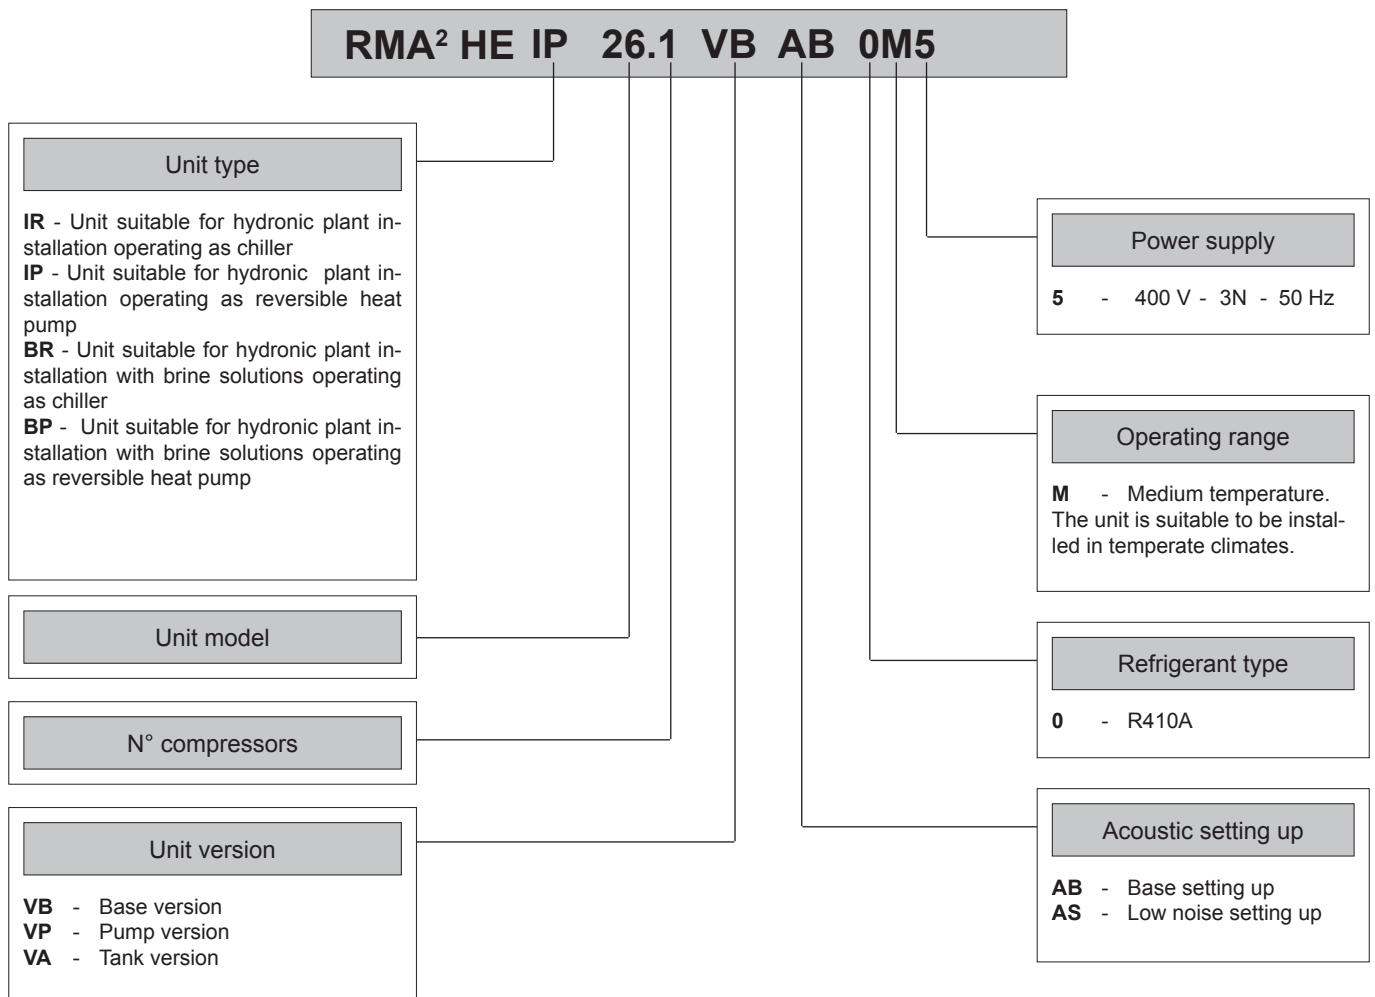 RMA² HE IP 26.1 VB AB 0M5
Unit type
IR - Unit suitable for hydronic plant in-
stallation operating as chiller
IP - Unit suitable for hydronic plant in-
stallation operating as reversible heat
pump
BR - Unit suitable for hydronic plant in-
stallation with brine solutions operating
as chiller
BP - Unit suitable for hydronic plant in-
stallation with brine solutions operating
as reversible heat pump
Unit model
N° compressors
Unit version
VB - Base version
VP - Pump version
VA - Tank version
Power supply
5 - 400 V - 3N - 50 Hz
Operating range
M - Medium temperature.
The unit is suitable to be instal-
led in temperate climates.
Refrigerant type
0 - R410A
Acoustic setting up
AB - Base setting up
AS - Low noise setting up